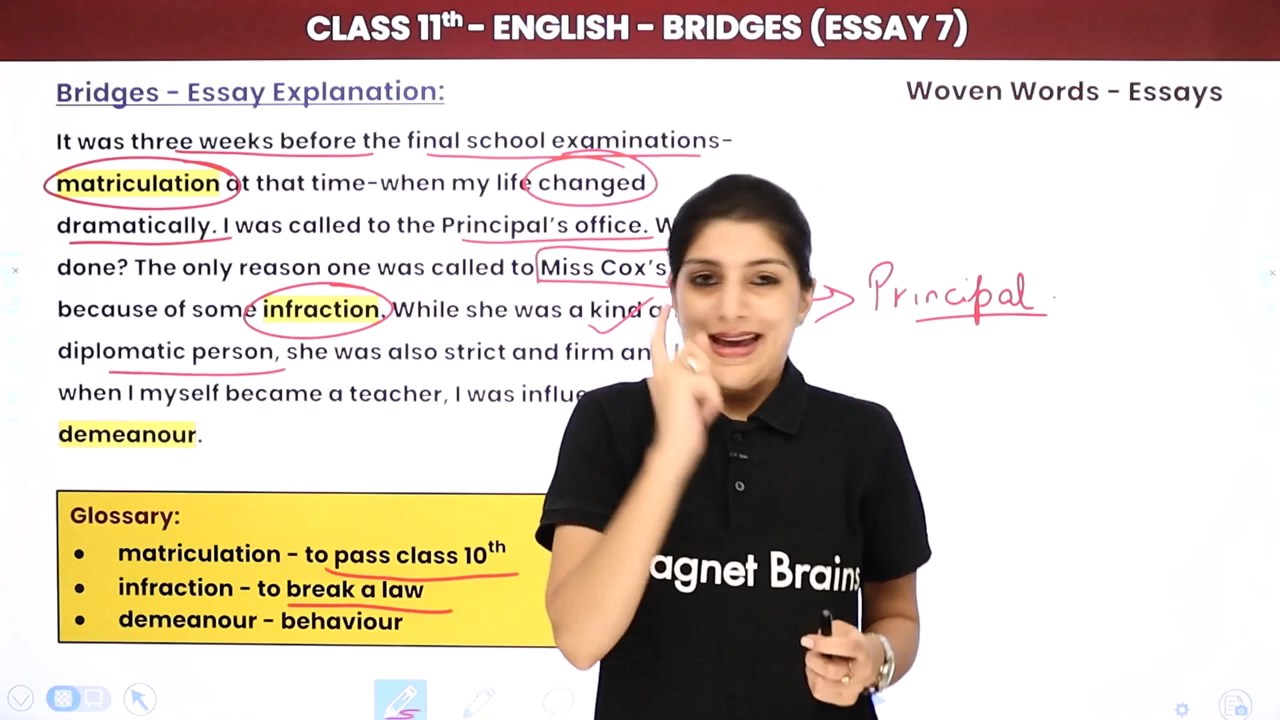 CLASS 11th - ENGLISH - BRIDGES (ESSAY 7)
Bridges - Essay Explanation:
Woven Words - Essays
It was three weeks before the final school examinations-
matriculation at that time-when my life changed
dramatically. I was called to the Principal's office.
done? The only reason one was called to Miss Cox's
because of some infraction. While she was a kind
diplomatic person, she was also strict and firm
when I myself became a teacher, I was
demeanour.
Principal
Glossary:
• matriculation - to pass class 10th
• infraction - to break a law
• demeanour - behaviour
agnet Brains